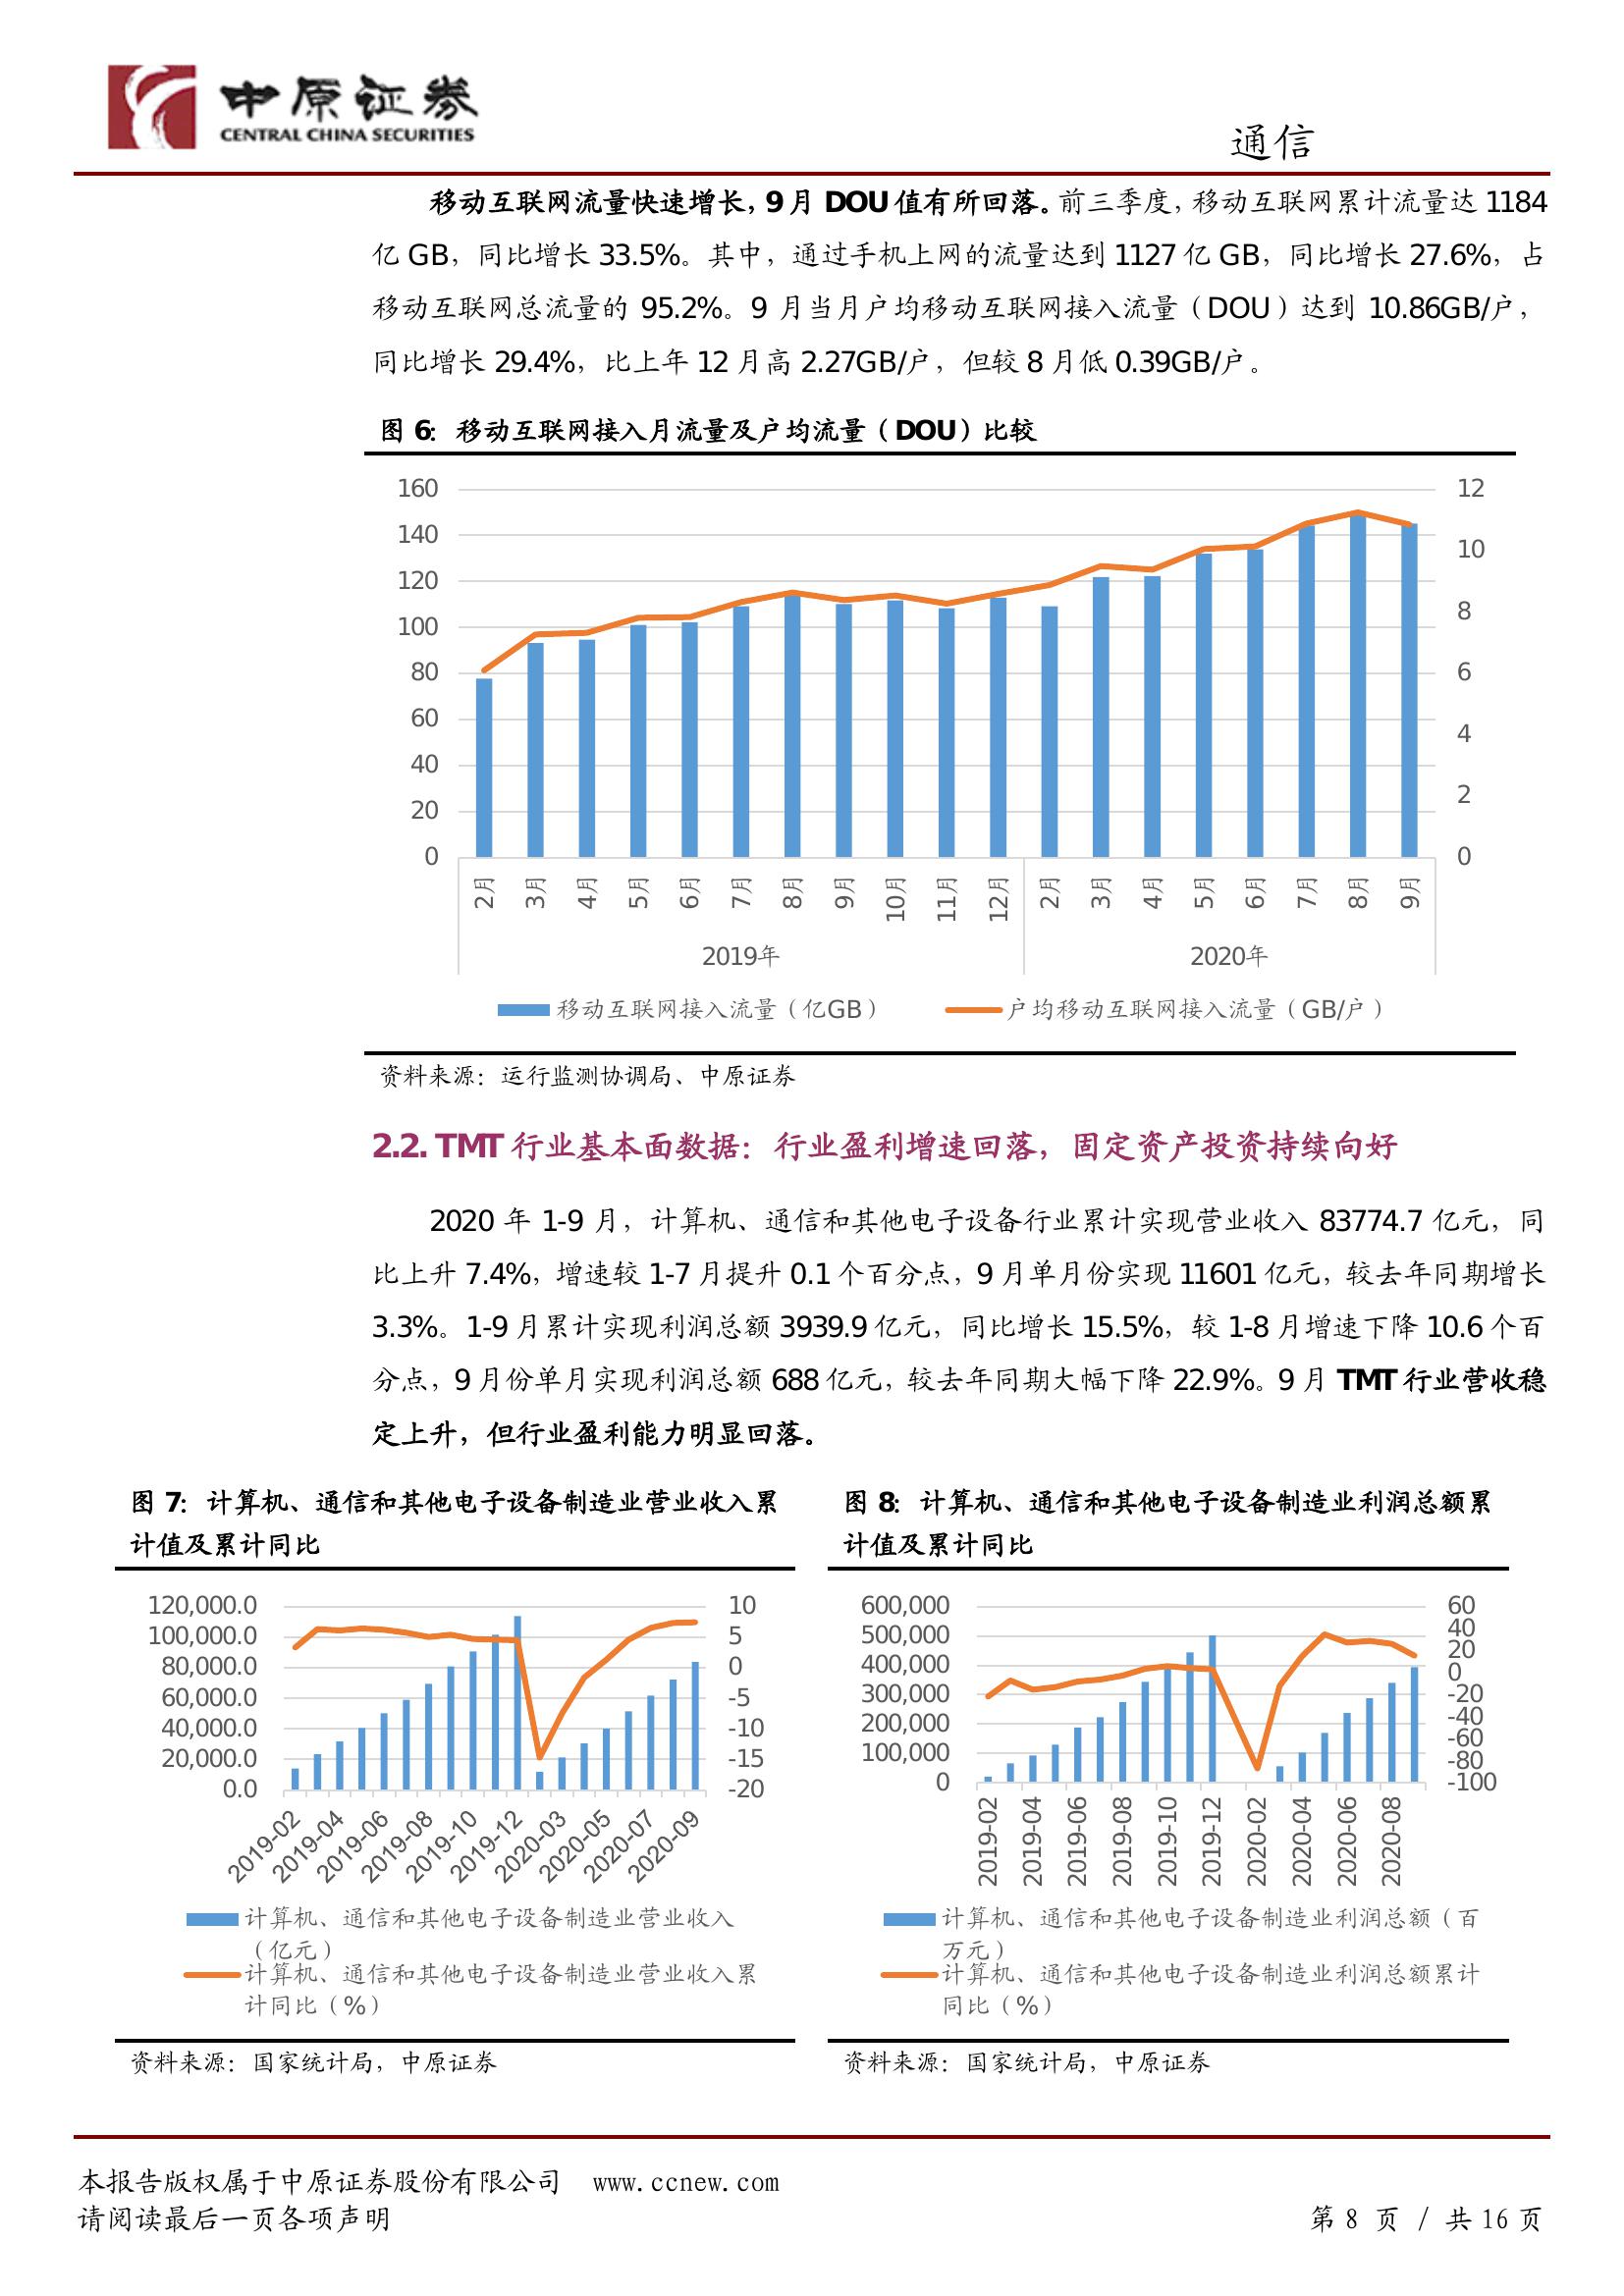 中原证券
CENTRAL CHINA SECURITIES
通信
移动互联网流量快速增长，9月 DOU 值有所回落。前三季度，移动互联网累计流量达 1184
亿 GB，同比增长 33.5%。其中，通过手机上网的流量达到 1127 亿 GB，同比增长 27.6%，占
移动互联网总流量的 95.2%。9 月当月户均移动互联网接入流量（DOU）达到 10.86GB/户，
同比增长 29.4%，比上年 12 月高 2.27GB/户，但较 8 月低 0.39GB/户。
图 6：移动互联网接入月流量及户均流量（DOU）比较
160
140
120
100
80
60
40
20
0
12
10
8
6
4
2
0
2月 3月 4月 5月 6月 7月 8月 9月 10月 11月 12月 2月 3月 4月 5月 6月 7月 8月 9月
2019年 2020年
移动互联网接入流量（亿GB） 户均移动互联网接入流量（GB/户）
资料来源：运行监测协调局、中原证券
2.2. TMT 行业基本面数据：行业盈利增速回落，固定资产投资持续向好
2020 年 1-9 月，计算机、通信和其他电子设备行业累计实现营业收入 83774.7 亿元，同
比上升 7.4%，增速较 1-7 月提升 0.1 个百分点，9 月单月份实现 11601 亿元，较去年同期增长
3.3%。1-9 月累计实现利润总额 3939.9 亿元，同比增长 15.5%，较 1-8 月增速下降 10.6 个百
分点，9 月份单月实现利润总额 688 亿元，较去年同期大幅下降 22.9%。9 月 TMT 行业营收稳
定上升，但行业盈利能力明显回落。
图 7：计算机、通信和其他电子设备制造业营业收入累
计值及累计同比
120,000.0
100,000.0
80,000.0
60,000.0
40,000.0
20,000.0
0.0
10
5
0
-5
-10
-15
-20
2019-02 2019-04 2019-06 2019-08 2019-10 2019-12 2020-03 2020-05 2020-07 2020-09
计算机、通信和其他电子设备制造业营业收入
（亿元）
计算机、通信和其他电子设备制造业营业收入累
计同比（%）
资料来源：国家统计局，中原证券
图 8：计算机、通信和其他电子设备制造业利润总额累
计值及累计同比
600,000
500,000
400,000
300,000
200,000
100,000
0
60
40
20
0
-20
-40
-60
-80
-100
2019-02 2019-04 2019-06 2019-08 2019-10 2019-12 2020-02 2020-04 2020-06 2020-08
计算机、通信和其他电子设备制造业利润总额（百
万元）
计算机、通信和其他电子设备制造业利润总额累计
同比（%）
资料来源：国家统计局，中原证券
本报告版权属于中原证券股份有限公司 www.ccnew.com
请阅读最后一页各项声明
第 8 页 / 共 16 页